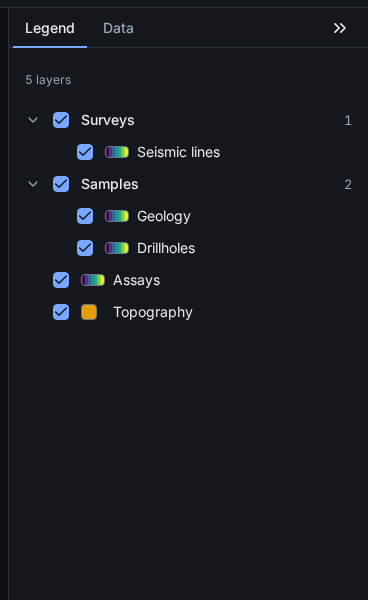 Legend Data
5 layers
Surveys 1
Seismic lines
Samples 2
Geology
Drillholes
Assays
Topography